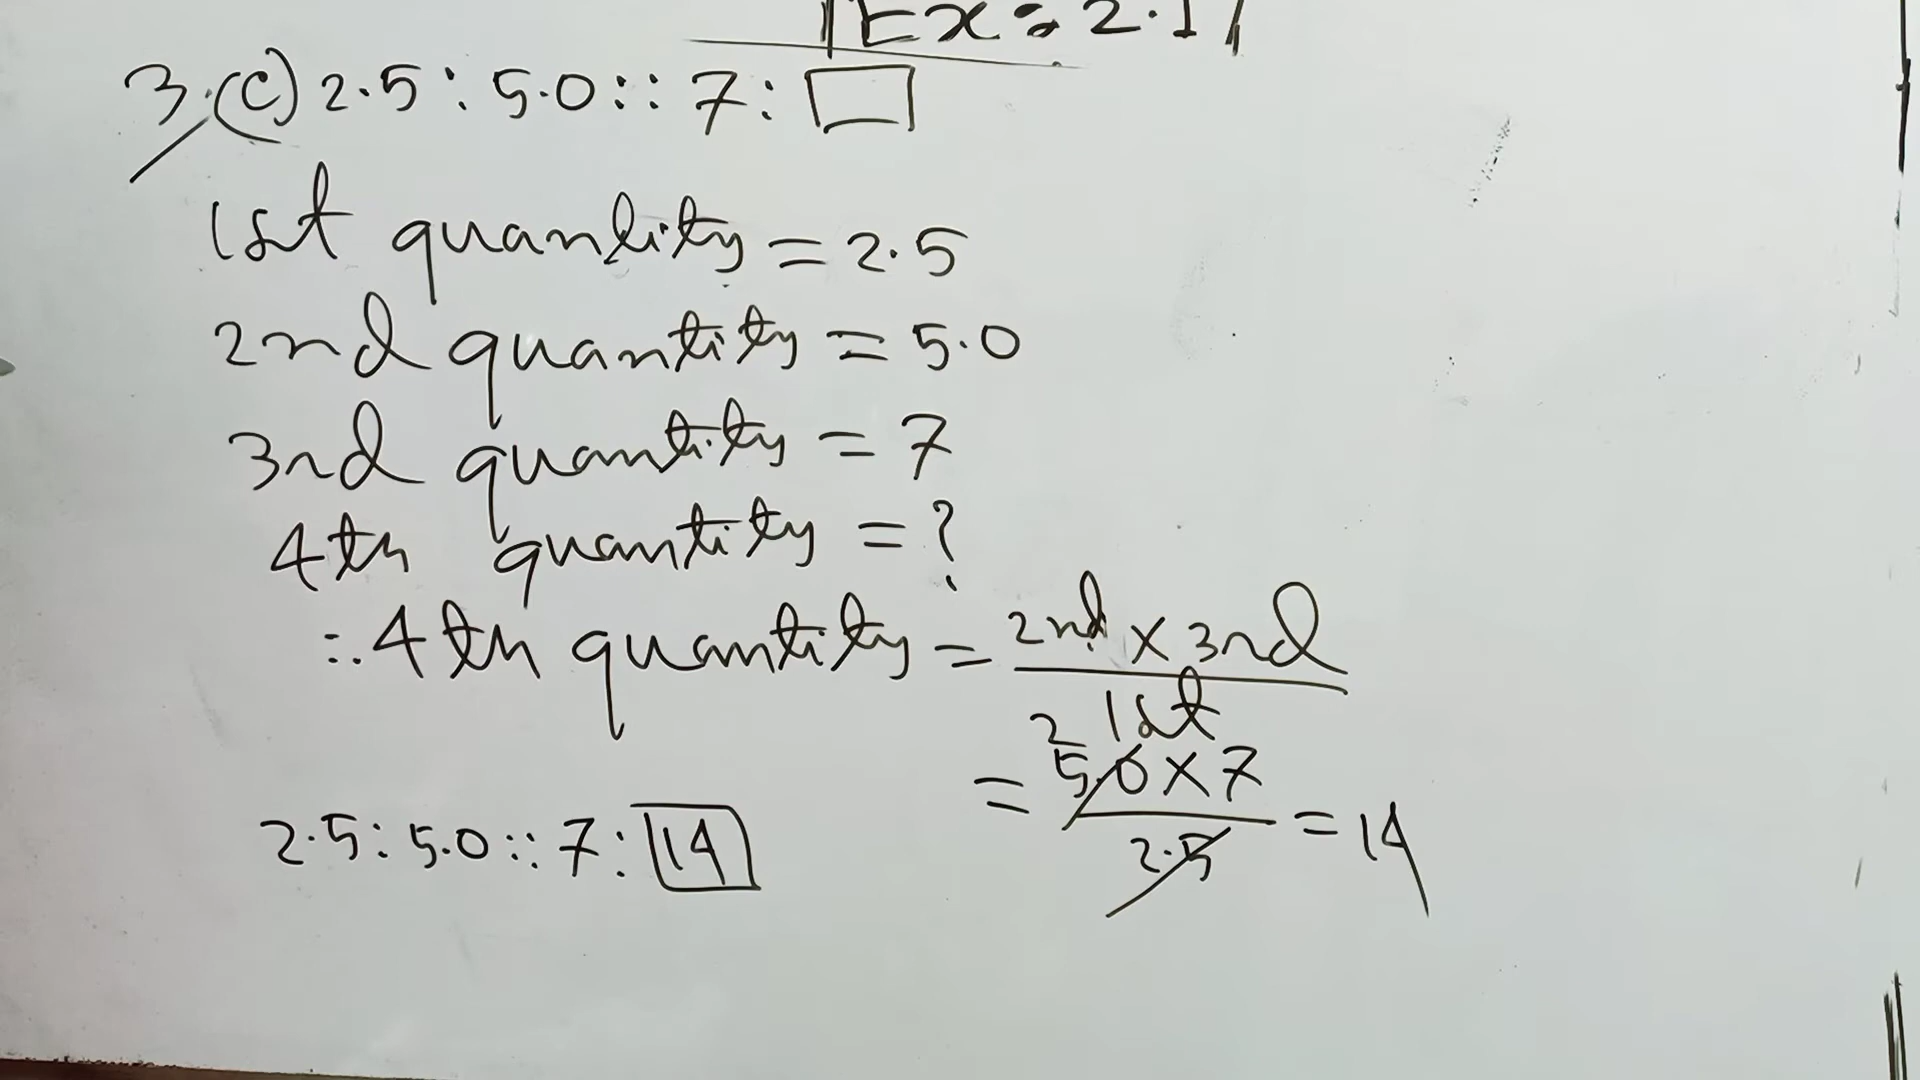 Ex: 2.1
3.(c) 2.5 : 5.0 :: 7 : □
1st quantity = 2.5
2nd quantity = 5.0
3rd quantity = 7
4th quantity = ?
∴ 4th quantity = 2nd × 3rd / 1st
= 5.0 × 7 / 2.5 = 14
2
2.5 : 5.0 :: 7 : 14